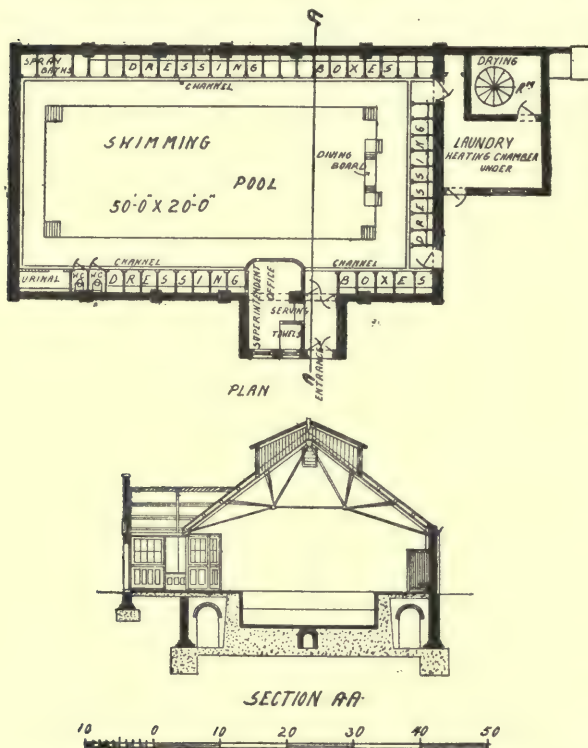 A
SPRAY BATHS
DRESSING BOXES
DRYING
RM
CHANNEL
LAUNDRY
HEATING CHAMBER
UNDER
SWIMMING
POOL
DIVING
BOARD
50'-0" X 20'-0"
DRESSING
CHANNEL
CHANNEL
URINAL
W.C
W.C
DRESSING
SUPERINTENDENT
OFFICE
BOXES
SERVING
TOWELS
ENTRANCE
A
PLAN
SECTION AA
10 0 10 20 30 40 50